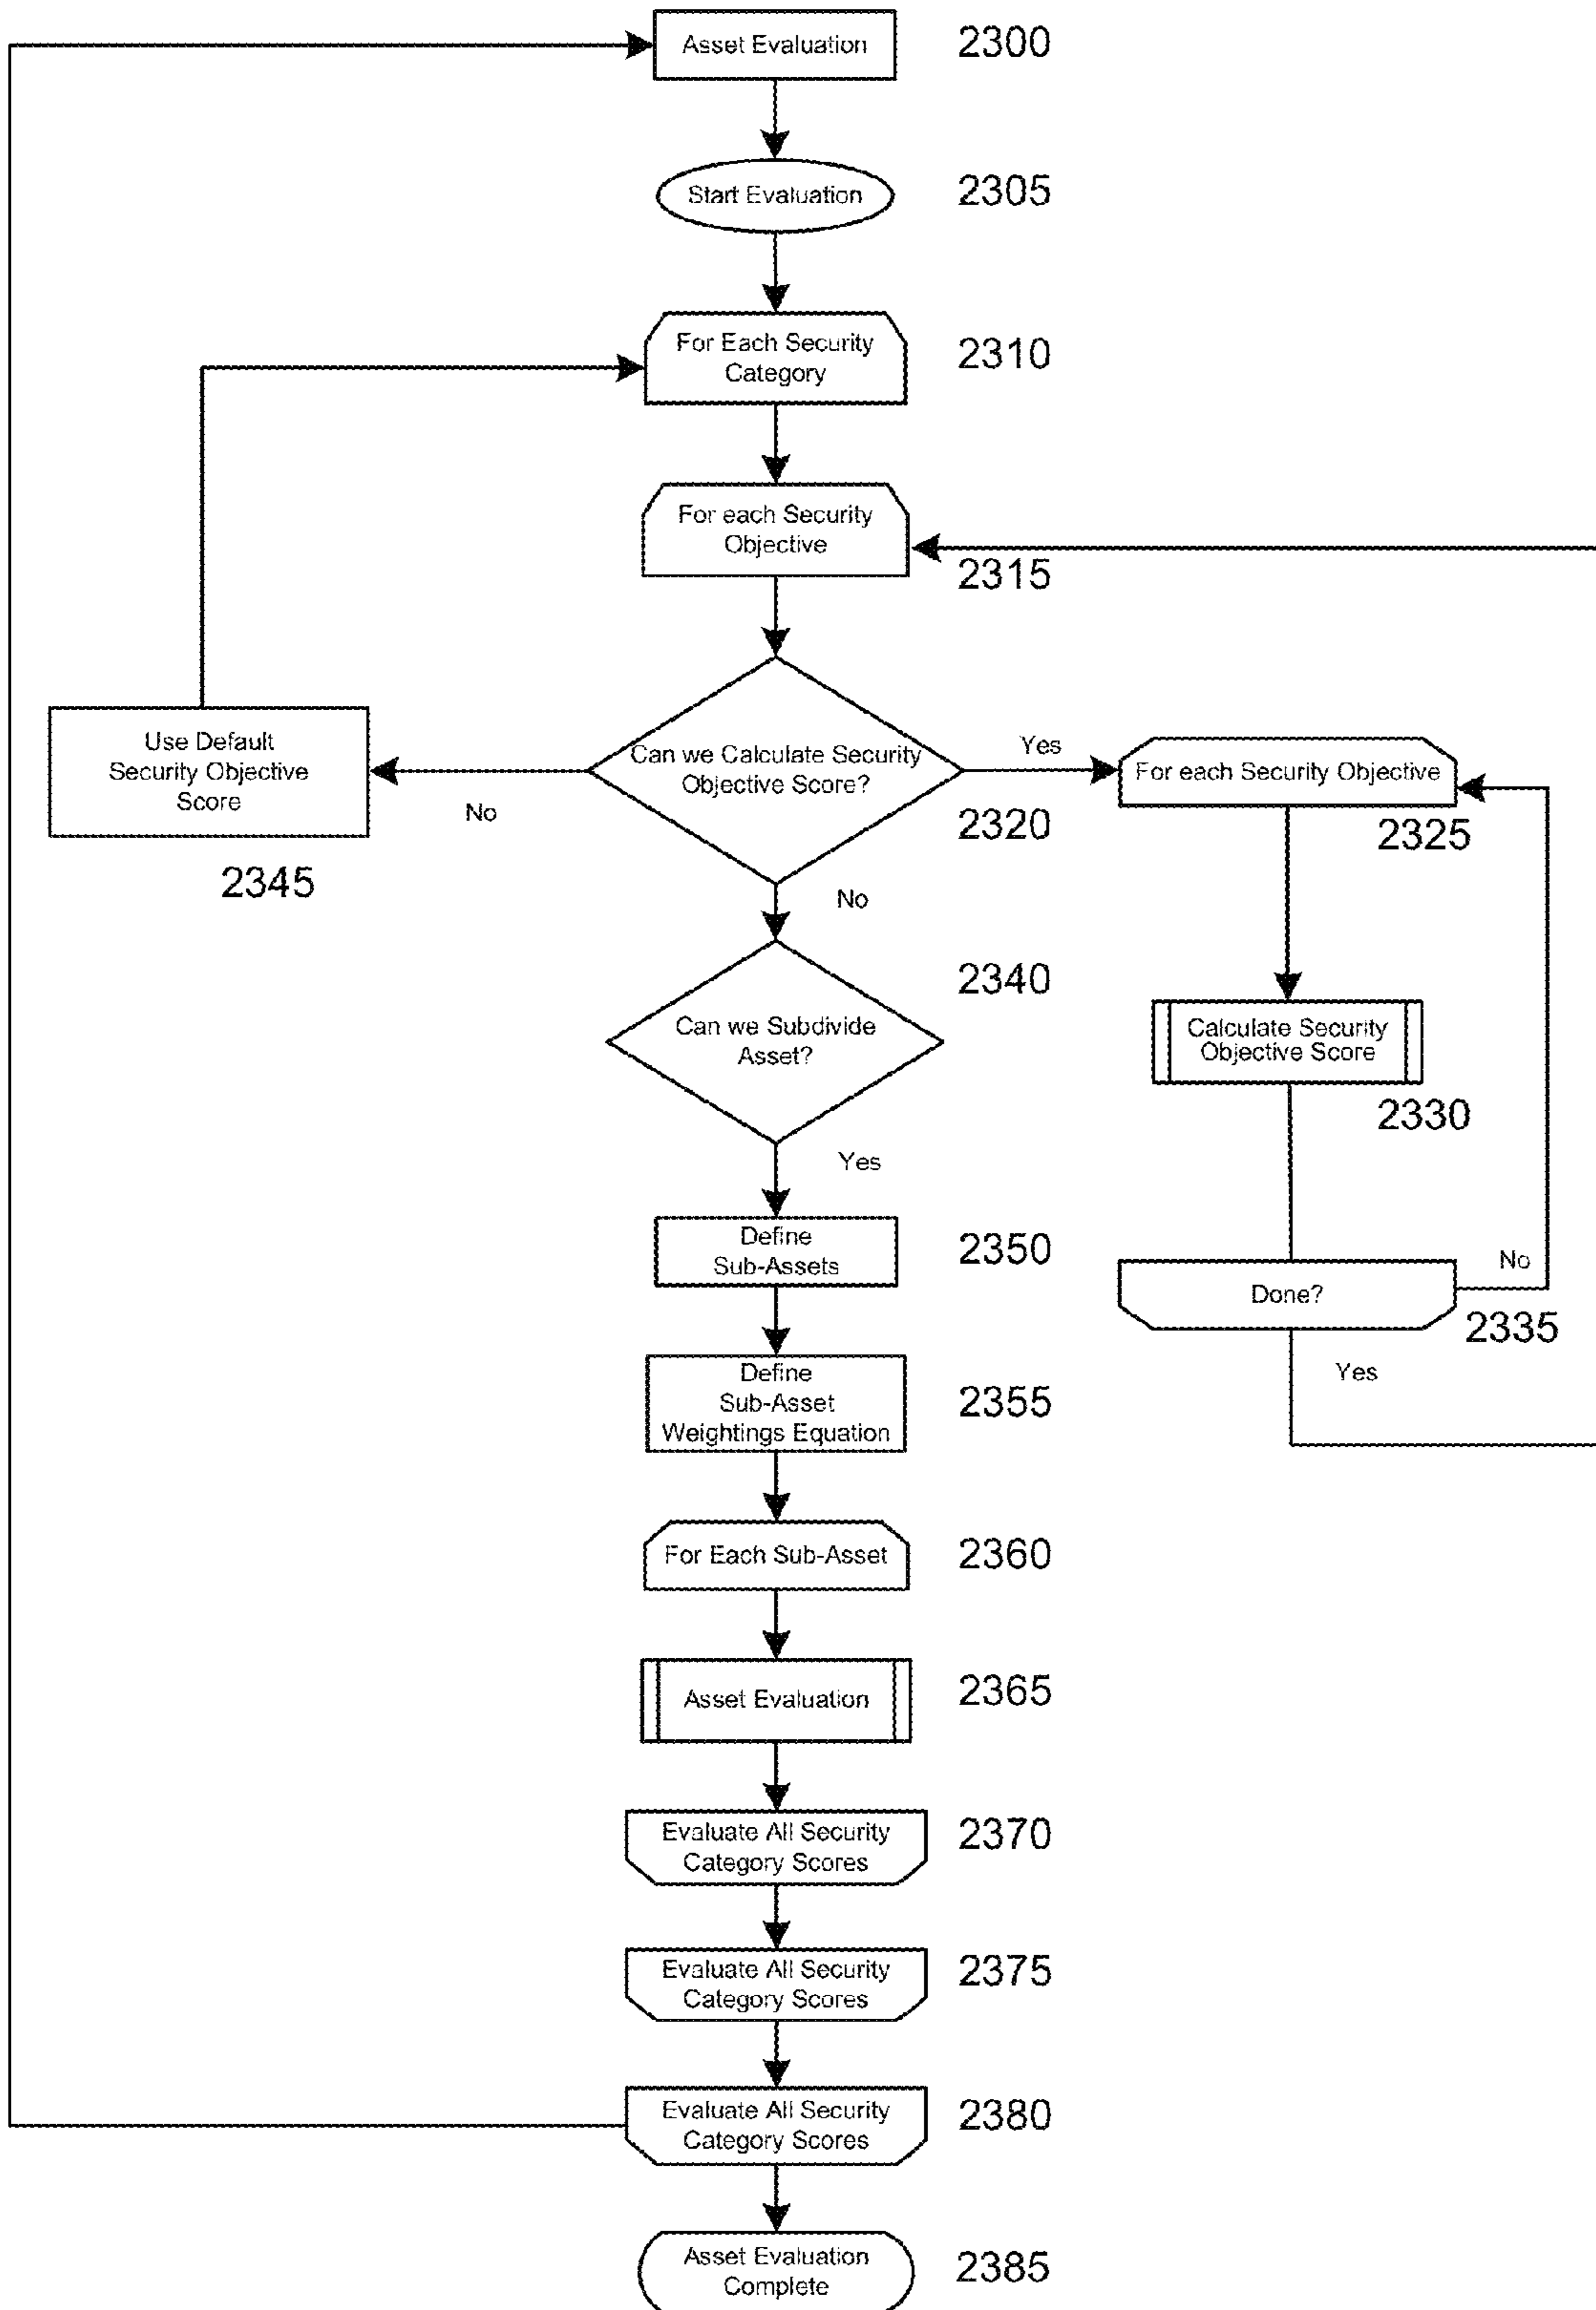 Asset Evaluation
2300
Start Evaluation
2305
For Each Security
Category
2310
For each Security
Objective
2315
Use Default
Security Objective
Score
2345
No
Can we Calculate Security
Objective Score?
2320
Yes
For each Security Objective
2325
No
Can we Subdivide
Asset?
2340
Calculate Security
Objective Score
2330
Yes
Define
Sub-Assets
2350
Done?
No
2335
Yes
Define
Sub-Asset
Weightings Equation
2355
For Each Sub-Asset
2360
Asset Evaluation
2365
Evaluate All Security
Category Scores
2370
Evaluate All Security
Category Scores
2375
Evaluate All Security
Category Scores
2380
Asset Evaluation
Complete
2385